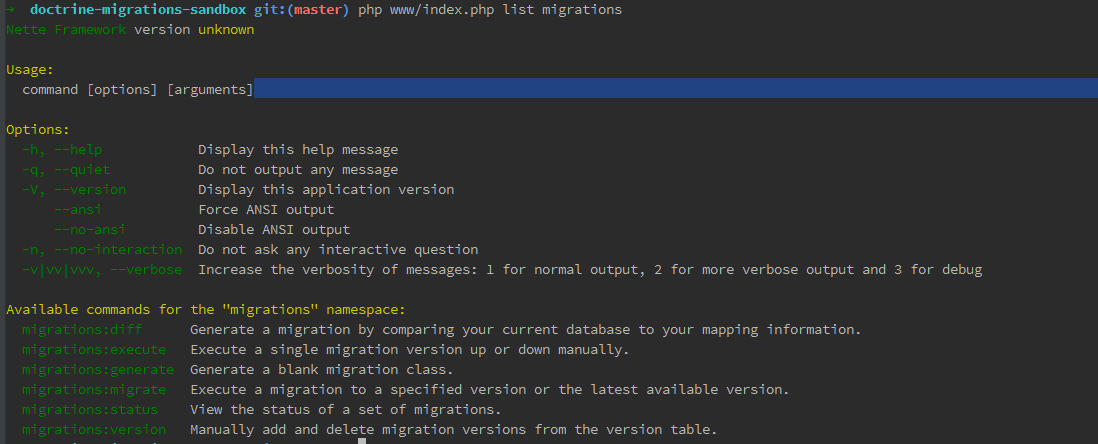 → doctrine-migrations-sandbox git:(master) php www/index.php list migrations
Nette Framework version unknown
Usage:
command [options] [arguments]
Options:
-h, --help Display this help message
-q, --quiet Do not output any message
-V, --version Display this application version
--ansi Force ANSI output
--no-ansi Disable ANSI output
-n, --no-interaction Do not ask any interactive question
-v|vv|vvv, --verbose Increase the verbosity of messages: 1 for normal output, 2 for more verbose output and 3 for debug
Available commands for the "migrations" namespace:
migrations:diff Generate a migration by comparing your current database to your mapping information.
migrations:execute Execute a single migration version up or down manually.
migrations:generate Generate a blank migration class.
migrations:migrate Execute a migration to a specified version or the latest available version.
migrations:status View the status of a set of migrations.
migrations:version Manually add and delete migration versions from the version table.